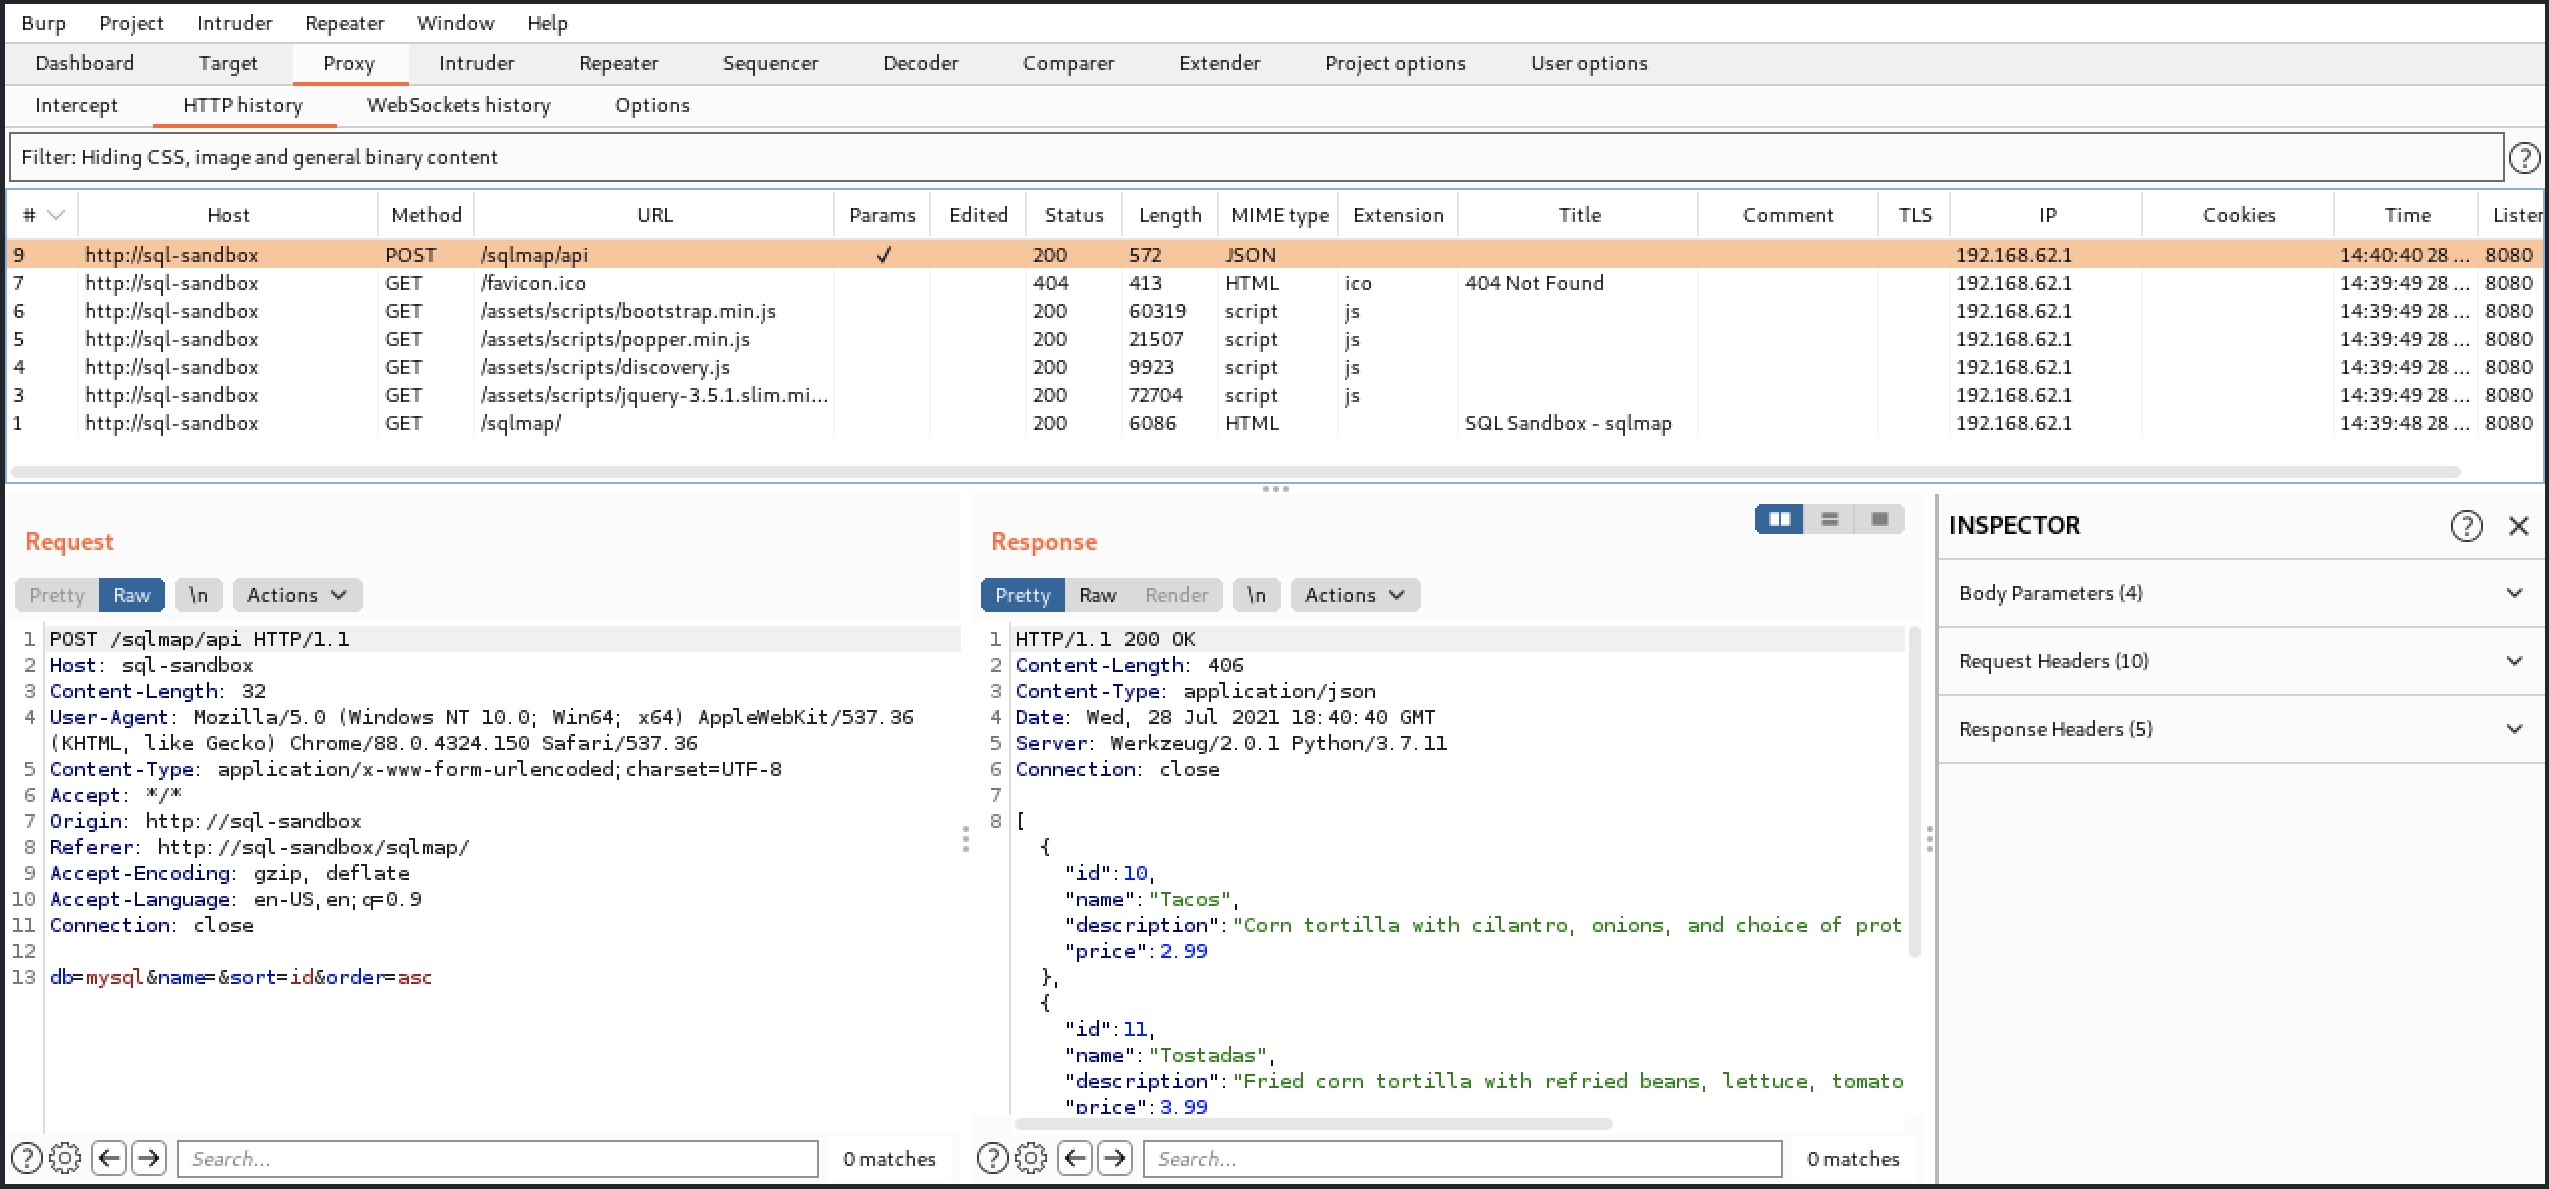 Burp Project Intruder Repeater Window Help
Dashboard Target Proxy Intruder Repeater Sequencer Decoder Comparer Extender Project options User options
Intercept HTTP history WebSockets history Options
Filter: Hiding CSS, image and general binary content
# Host Method URL Params Edited Status Length MIME type Extension Title Comment TLS IP Cookies Time Lister
9 http://sql-sandbox POST /sqlmap/api ✓ 200 572 JSON 192.168.62.1 14:40:40 28 ... 8080
7 http://sql-sandbox GET /favicon.ico 404 413 HTML ico 404 Not Found 192.168.62.1 14:39:49 28 ... 8080
6 http://sql-sandbox GET /assets/scripts/bootstrap.min.js 200 60319 script js 192.168.62.1 14:39:49 28 ... 8080
5 http://sql-sandbox GET /assets/scripts/popper.min.js 200 21507 script js 192.168.62.1 14:39:49 28 ... 8080
4 http://sql-sandbox GET /assets/scripts/discovery.js 200 9923 script js 192.168.62.1 14:39:49 28 ... 8080
3 http://sql-sandbox GET /assets/scripts/jquery-3.5.1.slim.mi... 200 72704 script js 192.168.62.1 14:39:49 28 ... 8080
1 http://sql-sandbox GET /sqlmap/ 200 6086 HTML SQL Sandbox - sqlmap 192.168.62.1 14:39:48 28 ... 8080
Request
Pretty Raw \n Actions
1 POST /sqlmap/api HTTP/1.1
2 Host: sql-sandbox
3 Content-Length: 32
4 User-Agent: Mozilla/5.0 (Windows NT 10.0; Win64; x64) AppleWebKit/537.36
(KHTML, like Gecko) Chrome/88.0.4324.150 Safari/537.36
5 Content-Type: application/x-www-form-urlencoded;charset=UTF-8
6 Accept: */*
7 Origin: http://sql-sandbox
8 Referer: http://sql-sandbox/sqlmap/
9 Accept-Encoding: gzip, deflate
10 Accept-Language: en-US,en;q=0.9
11 Connection: close
12
13 db=mysql&name=&sort=id&order=asc
Search... 0 matches
Response
Pretty Raw Render \n Actions
1 HTTP/1.1 200 OK
2 Content-Length: 406
3 Content-Type: application/json
4 Date: Wed, 28 Jul 2021 18:40:40 GMT
5 Server: Werkzeug/2.0.1 Python/3.7.11
6 Connection: close
7
8 [
{
"id":10,
"name":"Tacos",
"description":"Corn tortilla with cilantro, onions, and choice of prot
"price":2.99
},
{
"id":11,
"name":"Tostadas",
"description":"Fried corn tortilla with refried beans, lettuce, tomato
"price":3.99
Search... 0 matches
INSPECTOR
Body Parameters (4)
Request Headers (10)
Response Headers (5)